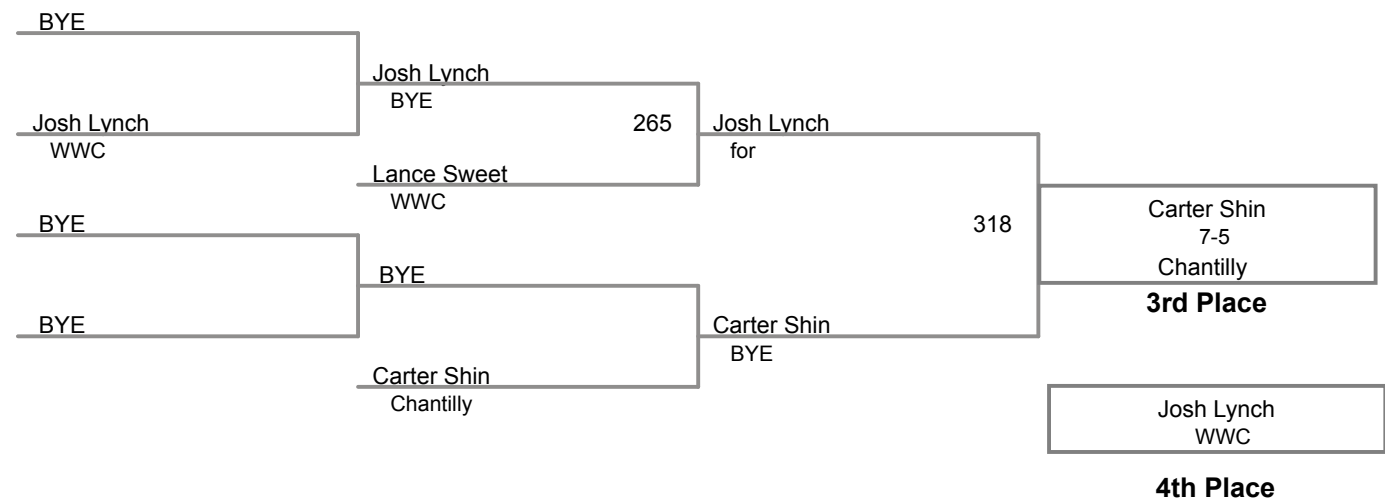 BYE
Josh Lynch
BYE
Josh Lynch
WWC
265
Josh Lynch
for
Lance Sweet
WWC
BYE
318
Carter Shin
7-5
Chantilly
3rd Place
BYE
BYE
Carter Shin
BYE
Carter Shin
Chantilly
Josh Lynch
WWC
4th Place